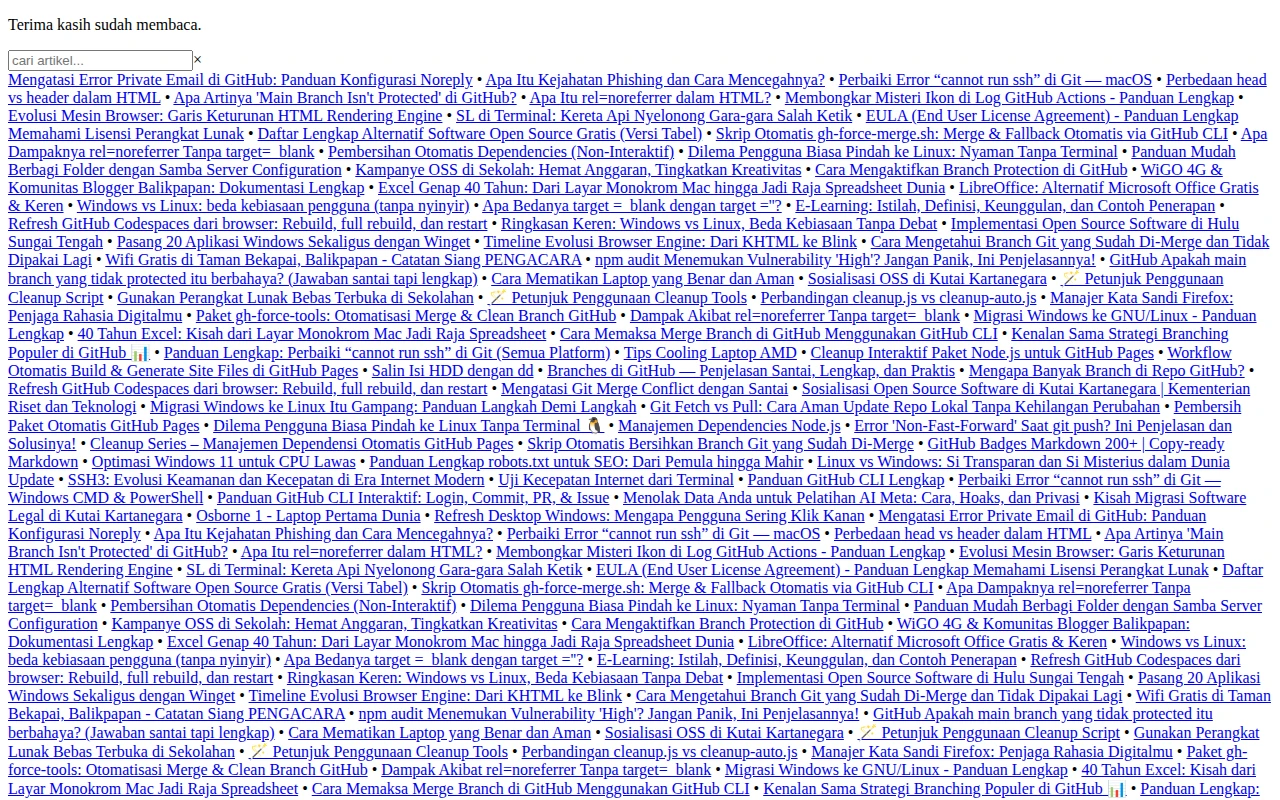 Terima kasih sudah membaca.
cari artikel... ×
Mengatasi Error Private Email di GitHub: Panduan Konfigurasi Noreply • Apa Itu Kejahatan Phishing dan Cara Mencegahnya? • Perbaiki Error “cannot run ssh” di Git — macOS • Perbedaan head
vs header dalam HTML • Apa Artinya 'Main Branch Isn't Protected' di GitHub? • Apa Itu rel=noreferrer dalam HTML? • Membongkar Misteri Ikon di Log GitHub Actions - Panduan Lengkap •
Evolusi Mesin Browser: Garis Keturunan HTML Rendering Engine • SL di Terminal: Kereta Api Nyelonong Gara-gara Salah Ketik • EULA (End User License Agreement) - Panduan Lengkap
Memahami Lisensi Perangkat Lunak • Daftar Lengkap Alternatif Software Open Source Gratis (Versi Tabel) • Skrip Otomatis gh-force-merge.sh: Merge & Fallback Otomatis via GitHub CLI • Apa
Dampaknya rel=noreferrer Tanpa target=_blank • Pembersihan Otomatis Dependencies (Non-Interaktif) • Dilema Pengguna Biasa Pindah ke Linux: Nyaman Tanpa Terminal • Panduan Mudah
Berbagi Folder dengan Samba Server Configuration • Kampanye OSS di Sekolah: Hemat Anggaran, Tingkatkan Kreativitas • Cara Mengaktifkan Branch Protection di GitHub • WiGO 4G &
Komunitas Blogger Balikpapan: Dokumentasi Lengkap • Excel Genap 40 Tahun: Dari Layar Monokrom Mac hingga Jadi Raja Spreadsheet Dunia • LibreOffice: Alternatif Microsoft Office Gratis
& Keren • Windows vs Linux: beda kebiasaan pengguna (tanpa nyinyir) • Apa Bedanya target =_blank dengan target =''? • E-Learning: Istilah, Definisi, Keunggulan, dan Contoh Penerapan •
Refresh GitHub Codespaces dari browser: Rebuild, full rebuild, dan restart • Ringkasan Keren: Windows vs Linux, Beda Kebiasaan Tanpa Debat • Implementasi Open Source Software di Hulu
Sungai Tengah • Pasang 20 Aplikasi Windows Sekaligus dengan Winget • Timeline Evolusi Browser Engine: Dari KHTML ke Blink • Cara Mengetahui Branch Git yang Sudah Di-Merge dan Tidak
Dipakai Lagi • Wifi Gratis di Taman Bekapai, Balikpapan - Catatan Siang PENGACARA • npm audit Menemukan Vulnerability 'High'? Jangan Panik, Ini Penjelasannya! • GitHub Apakah main
branch yang tidak protected itu berbahaya? (Jawaban santai tapi lengkap) • Cara Mematikan Laptop yang Benar dan Aman • Sosialisasi OSS di Kutai Kartanegara • 🪄 Petunjuk Penggunaan
Cleanup Script • Gunakan Perangkat Lunak Bebas Terbuka di Sekolahan • 🪄 Petunjuk Penggunaan Cleanup Tools • Perbandingan cleanup.js vs cleanup-auto.js • Manajer Kata Sandi Firefox:
Penjaga Rahasia Digitalmu • Paket gh-force-tools: Otomatisasi Merge & Clean Branch GitHub • Dampak Akibat rel=noreferrer Tanpa target=_blank • Migrasi Windows ke GNU/Linux - Panduan
Lengkap • 40 Tahun Excel: Kisah dari Layar Monokrom Mac Jadi Raja Spreadsheet • Cara Memaksa Merge Branch di GitHub Menggunakan GitHub CLI • Kenalan Sama Strategi Branching
Populer di GitHub 📊 • Panduan Lengkap: Perbaiki “cannot run ssh” di Git (Semua Platform) • Tips Cooling Laptop AMD • Cleanup Interaktif Paket Node.js untuk GitHub Pages • Workflow
Otomatis Build & Generate Site Files di GitHub Pages • Salin Isi HDD dengan dd • Branches di GitHub — Penjelasan Santai, Lengkap, dan Praktis • Mengapa Banyak Branch di Repo GitHub? •
Refresh GitHub Codespaces dari browser: Rebuild, full rebuild, dan restart • Mengatasi Git Merge Conflict dengan Santai • Sosialisasi Open Source Software di Kutai Kartanegara | Kementerian
Riset dan Teknologi • Migrasi Windows ke Linux Itu Gampang: Panduan Langkah Demi Langkah • Git Fetch vs Pull: Cara Aman Update Repo Lokal Tanpa Kehilangan Perubahan • Pembersih
Paket Otomatis GitHub Pages • Dilema Pengguna Biasa Pindah ke Linux Tanpa Terminal 🐧 • Manajemen Dependencies Node.js • Error 'Non-Fast-Forward' Saat git push? Ini Penjelasan dan
Solusinya! • Cleanup Series – Manajemen Dependensi Otomatis GitHub Pages • Skrip Otomatis Bersihkan Branch Git yang Sudah Di-Merge • GitHub Badges Markdown 200+ | Copy-ready
Markdown • Optimasi Windows 11 untuk CPU Lawas • Panduan Lengkap robots.txt untuk SEO: Dari Pemula hingga Mahir • Linux vs Windows: Si Transparan dan Si Misterius dalam Dunia
Update • SSH3: Evolusi Keamanan dan Kecepatan di Era Internet Modern • Uji Kecepatan Internet dari Terminal • Panduan GitHub CLI Lengkap • Perbaiki Error “cannot run ssh” di Git —
Windows CMD & PowerShell • Panduan GitHub CLI Interaktif: Login, Commit, PR, & Issue • Menolak Data Anda untuk Pelatihan AI Meta: Cara, Hoaks, dan Privasi • Kisah Migrasi Software
Legal di Kutai Kartanegara • Osborne 1 - Laptop Pertama Dunia • Refresh Desktop Windows: Mengapa Pengguna Sering Klik Kanan • Mengatasi Error Private Email di GitHub: Panduan
Konfigurasi Noreply • Apa Itu Kejahatan Phishing dan Cara Mencegahnya? • Perbaiki Error “cannot run ssh” di Git — macOS • Perbedaan head vs header dalam HTML • Apa Artinya 'Main
Branch Isn't Protected' di GitHub? • Apa Itu rel=noreferrer dalam HTML? • Membongkar Misteri Ikon di Log GitHub Actions - Panduan Lengkap • Evolusi Mesin Browser: Garis Keturunan
HTML Rendering Engine • SL di Terminal: Kereta Api Nyelonong Gara-gara Salah Ketik • EULA (End User License Agreement) - Panduan Lengkap Memahami Lisensi Perangkat Lunak • Daftar
Lengkap Alternatif Software Open Source Gratis (Versi Tabel) • Skrip Otomatis gh-force-merge.sh: Merge & Fallback Otomatis via GitHub CLI • Apa Dampaknya rel=noreferrer Tanpa
target=_blank • Pembersihan Otomatis Dependencies (Non-Interaktif) • Dilema Pengguna Biasa Pindah ke Linux: Nyaman Tanpa Terminal • Panduan Mudah Berbagi Folder dengan Samba Server
Configuration • Kampanye OSS di Sekolah: Hemat Anggaran, Tingkatkan Kreativitas • Cara Mengaktifkan Branch Protection di GitHub • WiGO 4G & Komunitas Blogger Balikpapan:
Dokumentasi Lengkap • Excel Genap 40 Tahun: Dari Layar Monokrom Mac hingga Jadi Raja Spreadsheet Dunia • LibreOffice: Alternatif Microsoft Office Gratis & Keren • Windows vs Linux:
beda kebiasaan pengguna (tanpa nyinyir) • Apa Bedanya target =_blank dengan target =''? • E-Learning: Istilah, Definisi, Keunggulan, dan Contoh Penerapan • Refresh GitHub Codespaces dari
browser: Rebuild, full rebuild, dan restart • Ringkasan Keren: Windows vs Linux, Beda Kebiasaan Tanpa Debat • Implementasi Open Source Software di Hulu Sungai Tengah • Pasang 20 Aplikasi
Windows Sekaligus dengan Winget • Timeline Evolusi Browser Engine: Dari KHTML ke Blink • Cara Mengetahui Branch Git yang Sudah Di-Merge dan Tidak Dipakai Lagi • Wifi Gratis di Taman
Bekapai, Balikpapan - Catatan Siang PENGACARA • npm audit Menemukan Vulnerability 'High'? Jangan Panik, Ini Penjelasannya! • GitHub Apakah main branch yang tidak protected itu
berbahaya? (Jawaban santai tapi lengkap) • Cara Mematikan Laptop yang Benar dan Aman • Sosialisasi OSS di Kutai Kartanegara • 🪄 Petunjuk Penggunaan Cleanup Script • Gunakan Perangkat
Lunak Bebas Terbuka di Sekolahan • 🪄 Petunjuk Penggunaan Cleanup Tools • Perbandingan cleanup.js vs cleanup-auto.js • Manajer Kata Sandi Firefox: Penjaga Rahasia Digitalmu • Paket gh-
force-tools: Otomatisasi Merge & Clean Branch GitHub • Dampak Akibat rel=noreferrer Tanpa target=_blank • Migrasi Windows ke GNU/Linux - Panduan Lengkap • 40 Tahun Excel: Kisah dari
Layar Monokrom Mac Jadi Raja Spreadsheet • Cara Memaksa Merge Branch di GitHub Menggunakan GitHub CLI • Kenalan Sama Strategi Branching Populer di GitHub 📊 • Panduan Lengkap: